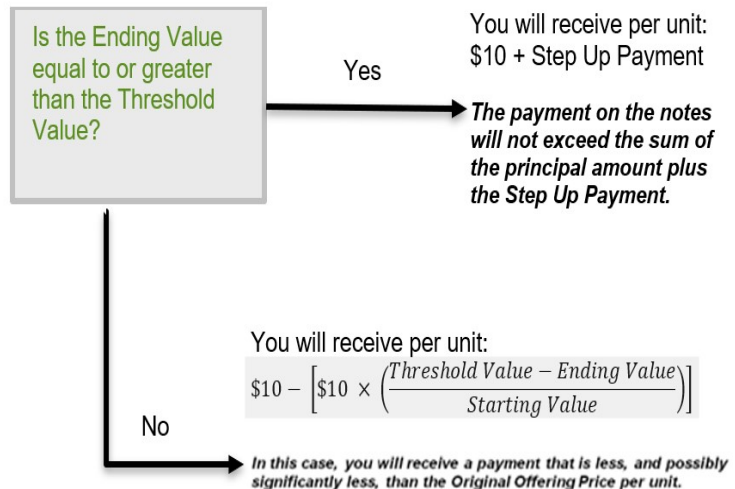 Is the Ending Value
equal to or greater
than the Threshold
Value?
Yes
You will receive per unit:
$10 + Step Up Payment
The payment on the notes
will not exceed the sum of
the principal amount plus
the Step Up Payment.
You will receive per unit:
$10 – [$10 × (Threshold Value – Ending Value / Starting Value)]
No
In this case, you will receive a payment that is less, and possibly
significantly less, than the Original Offering Price per unit.